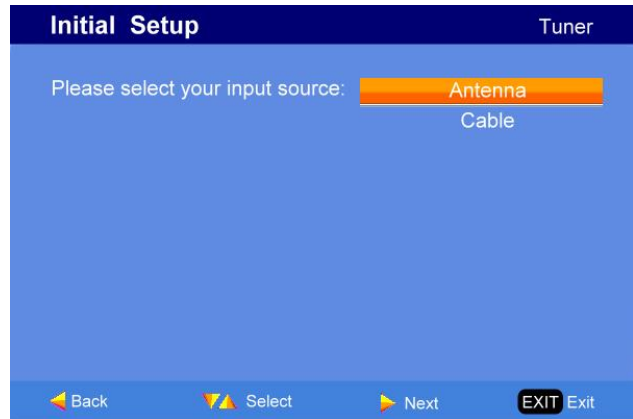 Initial Setup Tuner
Please select your input source: Antenna
Cable
Back Select Next EXIT Exit